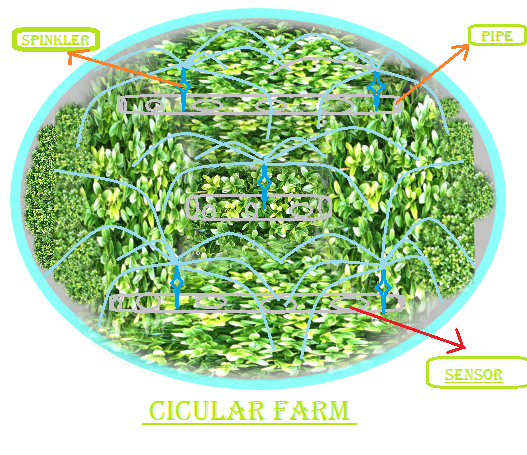 SPINKLER
PIPE
SENSOR
CICULAR FARM